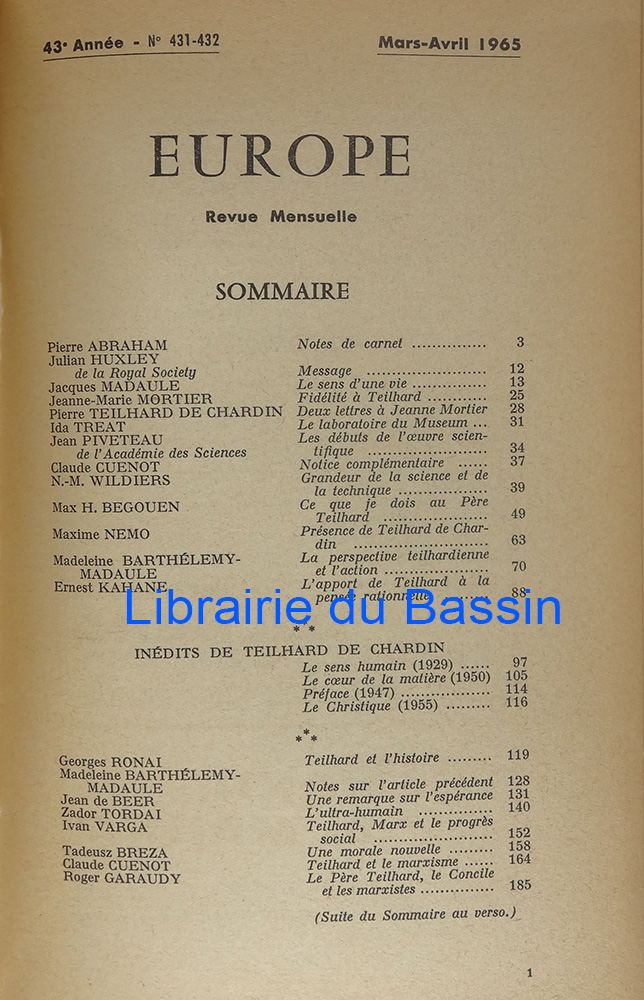 43e Année - N° 431-432 Mars-Avril 1965
EUROPE
Revue Mensuelle
SOMMAIRE
Pierre ABRAHAM Notes de carnet ............... 3
Julian HUXLEY
de la Royal Society Message ........................ 12
Jacques MADAULE Le sens d'une vie ............... 13
Jeanne-Marie MORTIER Fidélité à Teilhard ............ 25
Pierre TEILHARD DE CHARDIN Deux lettres à Jeanne Mortier 28
Ida TREAT Le laboratoire du Museum ... 31
Jean PIVETEAU Les débuts de l'œuvre scien-
de l'Académie des Sciences tifique ........................ 34
Claude CUENOT Notice complémentaire ...... 37
N.-M. WILDIERS Grandeur de la science et de
la technique .................. 39
Max H. BEGOUEN Ce que je dois au Père
Teilhard .................... 49
Maxime NEMO Présence de Teilhard de Char-
din .......................... 63
Madeleine BARTHÉLEMY- La perspective teilhardienne
MADAULE et l'action .................... 70
Ernest KAHANE L'apport de Teilhard à la
pensée rationnelle ......... 88
Librairie du Bassin
* *
INÉDITS DE TEILHARD DE CHARDIN
Le sens humain (1929) ...... 97
Le cœur de la matière (1950) 105
Préface (1947) .................. 114
Le Christique (1955) ......... 116
***
Georges RONAI Teilhard et l'histoire ......... 119
Madeleine BARTHÉLEMY-
MADAULE Notes sur l'article précédent 128
Jean de BEER Une remarque sur l'espérance 131
Zador TORDAI L'ultra-humain ............... 140
Ivan VARGA Teilhard, Marx et le progrès
social ........................ 152
Tadeusz BREZA Une morale nouvelle ......... 158
Claude CUENOT Teilhard et le marxisme ...... 164
Roger GARAUDY Le Père Teilhard, le Concile
et les marxistes ............... 185
(Suite du Sommaire au verso.)
1